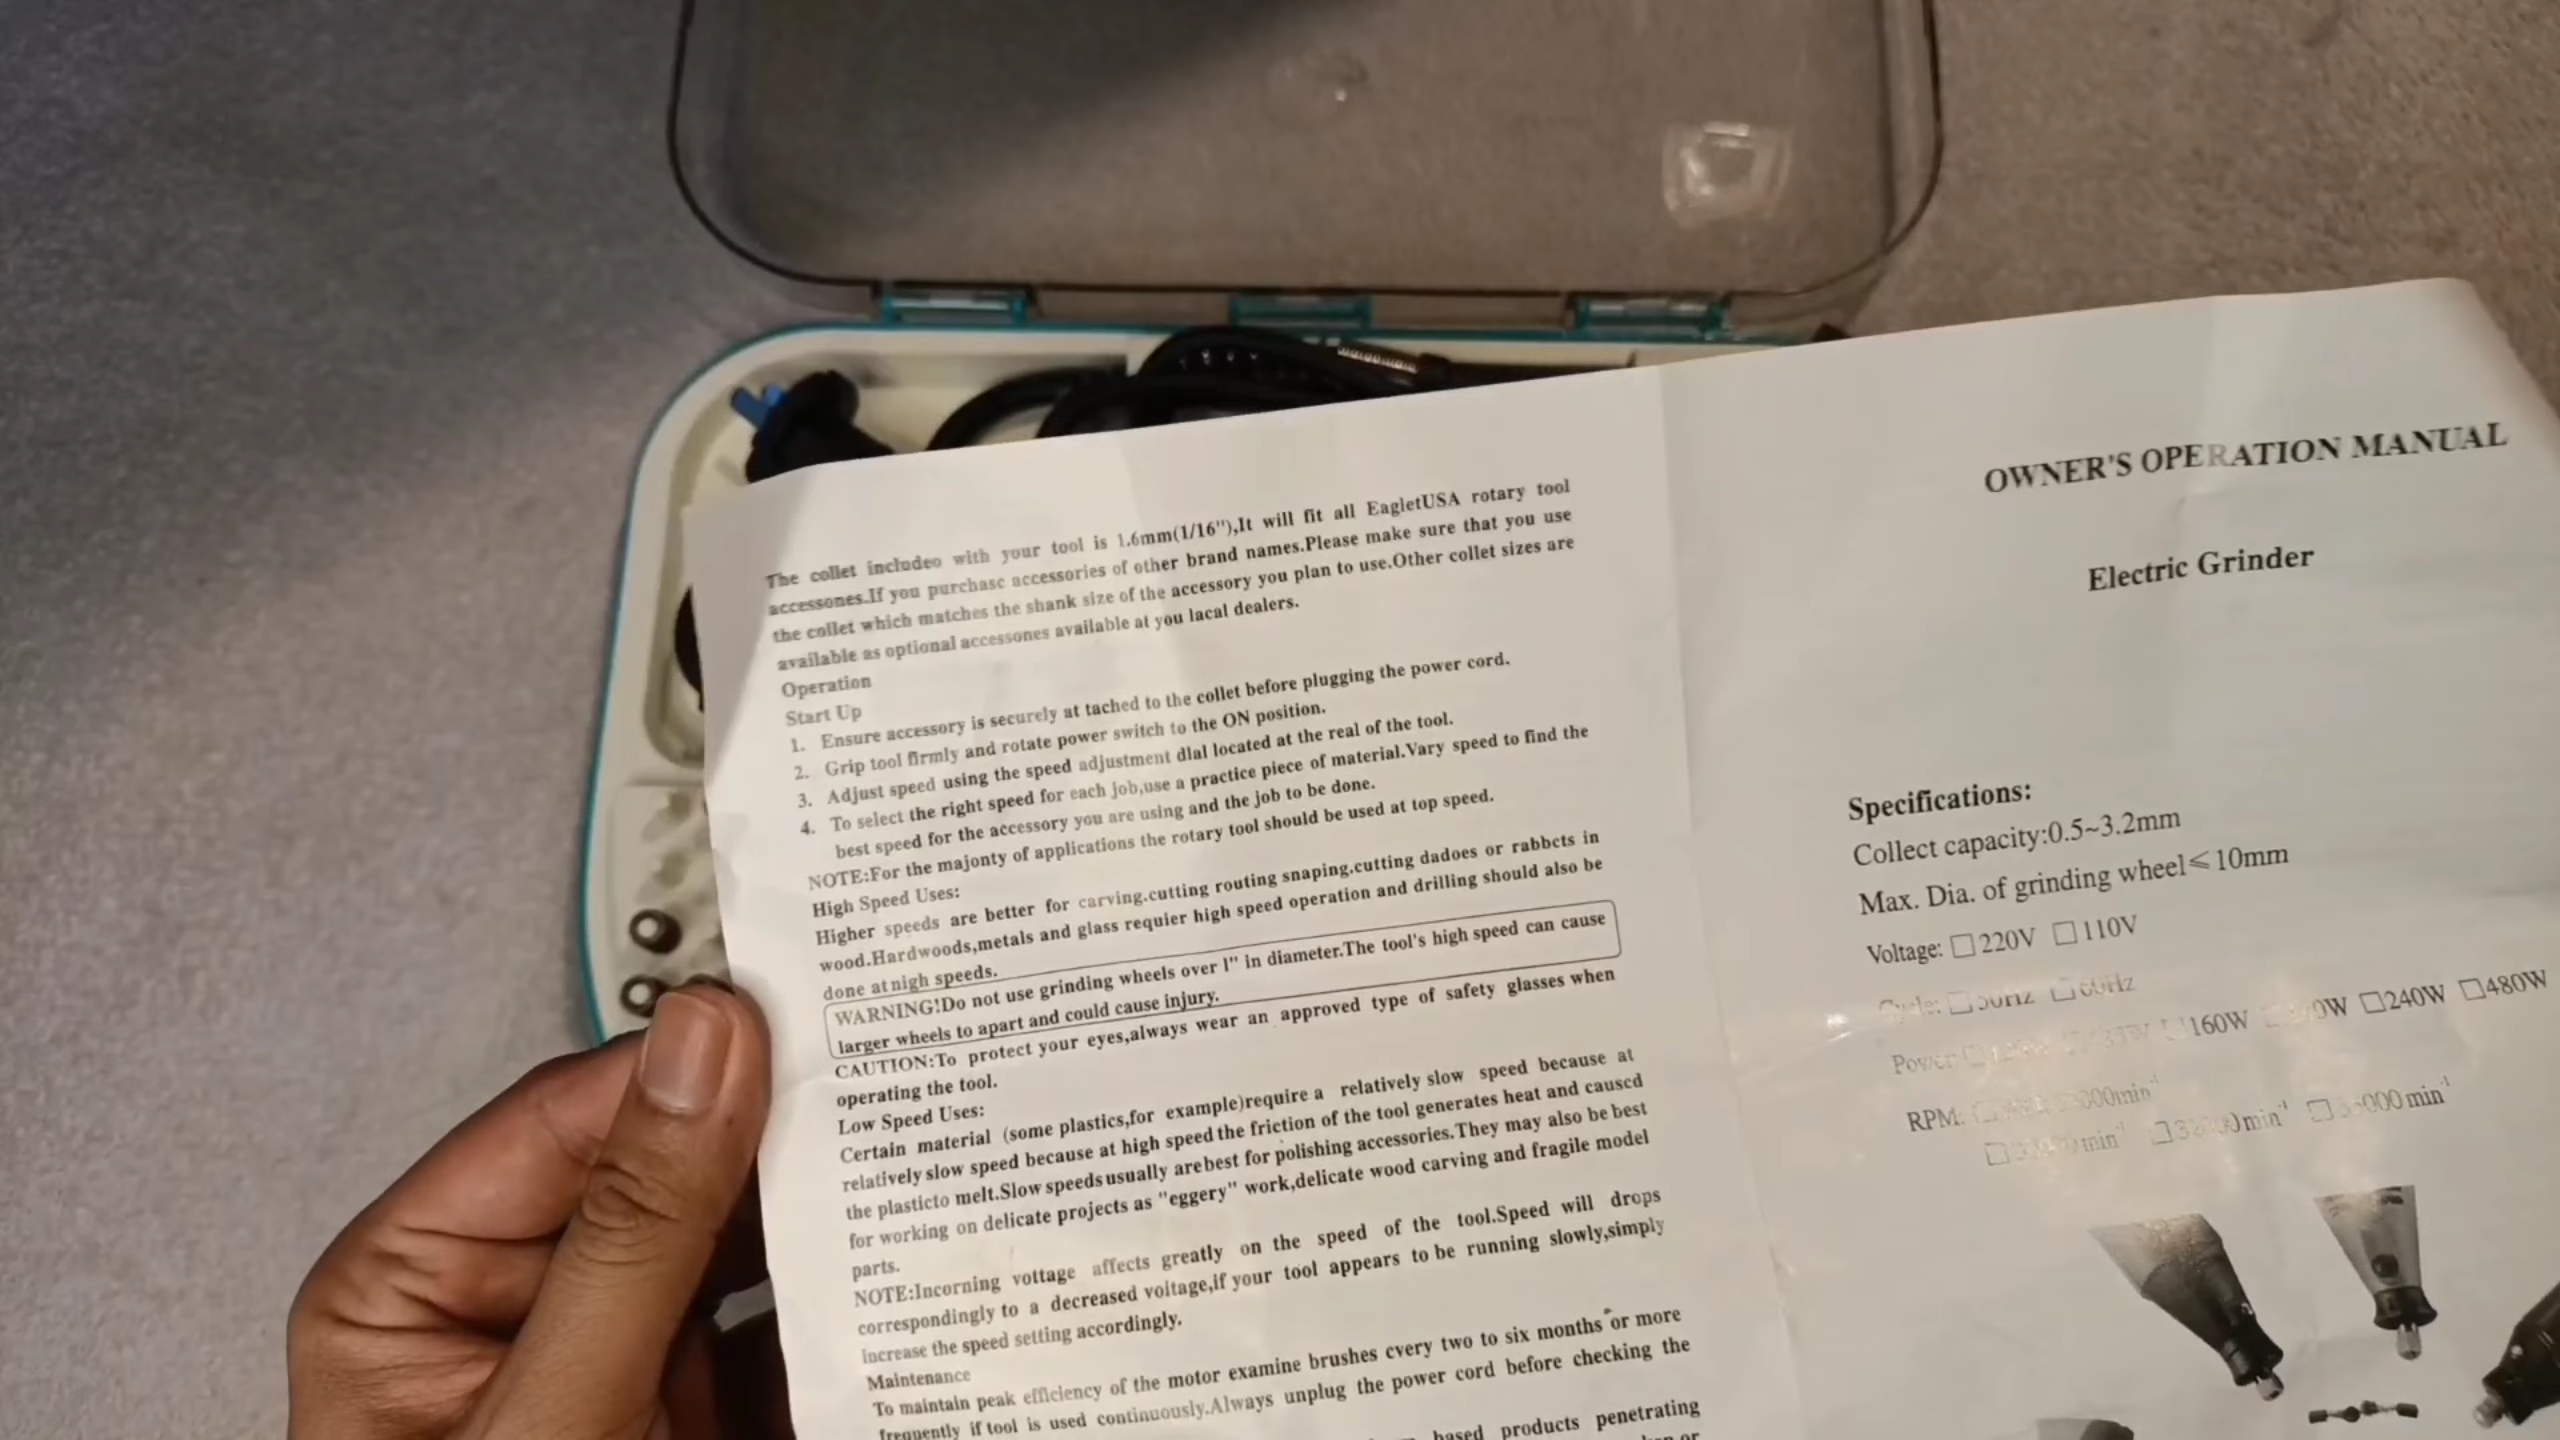 The collet includeo with your tool is 1.6mm(1/16"),It will fit all EagletUSA rotary tool
accessones.If you purchasc accessories of other brand names.Please make sure that you use
the collet which matches the shank size of the accessory you plan to use.Other collet sizes are
available as optional accessones available at you lacal dealers.
Operation
Start Up
1. Ensure accessory is securely at tached to the collet before plugging the power cord.
2. Grip tool firmly and rotate power switch to the ON position.
3. Adjust speed using the speed adjustment dlal located at the real of the tool.
4. To select the right speed for each job,use a practice piece of material.Vary speed to find the
best speed for the accessory you are using and the job to be done.
NOTE:For the majonty of applications the rotary tool should be used at top speed.
High Speed Uses:
Higher speeds are better for carving.cutting routing snaping.cutting dadoes or rabbcts in
wood.Hardwoods,metals and glass requier high speed operation and drilling should also be
done at nigh speeds.
WARNING!Do not use grinding wheels over l" in diameter.The tool's high speed can cause
larger wheels to apart and could cause injury.
CAUTION:To protect your eyes,always wear an approved type of safety glasses when
operating the tool.
Low Speed Uses:
Certain material (some plastics,for example)require a relatively slow speed because at
relatively slow speed because at high speed the friction of the tool generates heat and causcd
the plasticto melt.Slow speeds usually are best for polishing accessories.They may also be best
for working on delicate projects as "eggery" work,delicate wood carving and fragile model
parts.
NOTE:Incorning vottage affects greatly on the speed of the tool.Speed will drops
correspondingly to a decreased voitage,if your tool appears to be running slowly,simply
increase the speed setting accordingly.
Maintenance
To maintain peak efficiency of the motor examine brushes cvery two to six months or more
frequently if tool is used continuously.Always unplug the power cord before checking the
based products penetrating
or
OWNER'S OPERATION MANUAL
Electric Grinder
Specifications:
Collect capacity:0.5~3.2mm
Max. Dia. of grinding wheel≤10mm
Voltage: □220V □110V
Cycle: □50Hz □60Hz
Power: □160W □240W □480W
RPM: